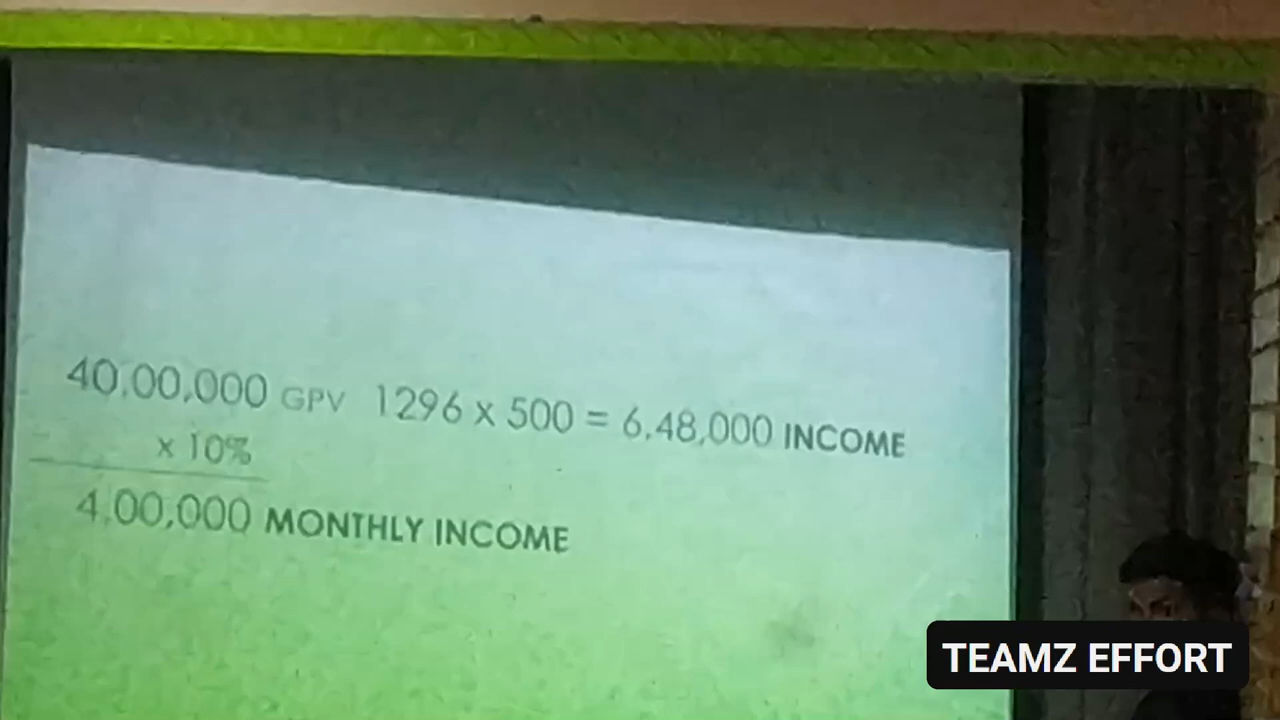 40,00,000 GPV 1296 x 500 = 6,48,000 INCOME
x 10%
4,00,000 MONTHLY INCOME
TEAMZ EFFORT